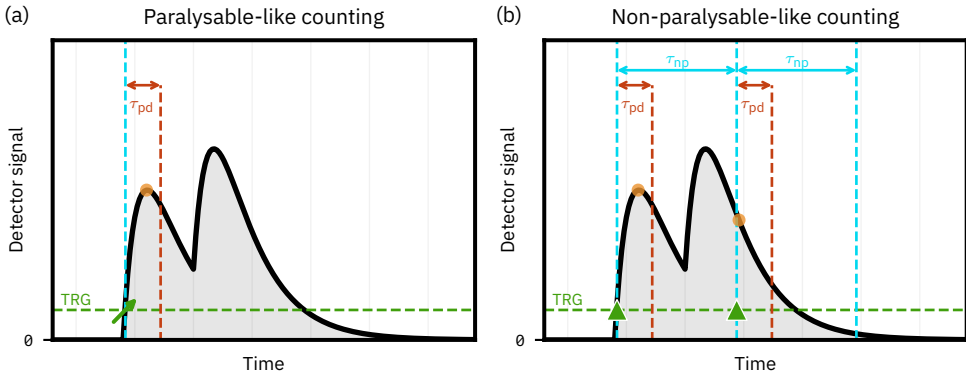 (a)
Paralysable-like counting
τpd
Detector signal
TRG
0
Time
(b)
Non-paralysable-like counting
τnp
τnp
τpd
τpd
Detector signal
TRG
0
Time